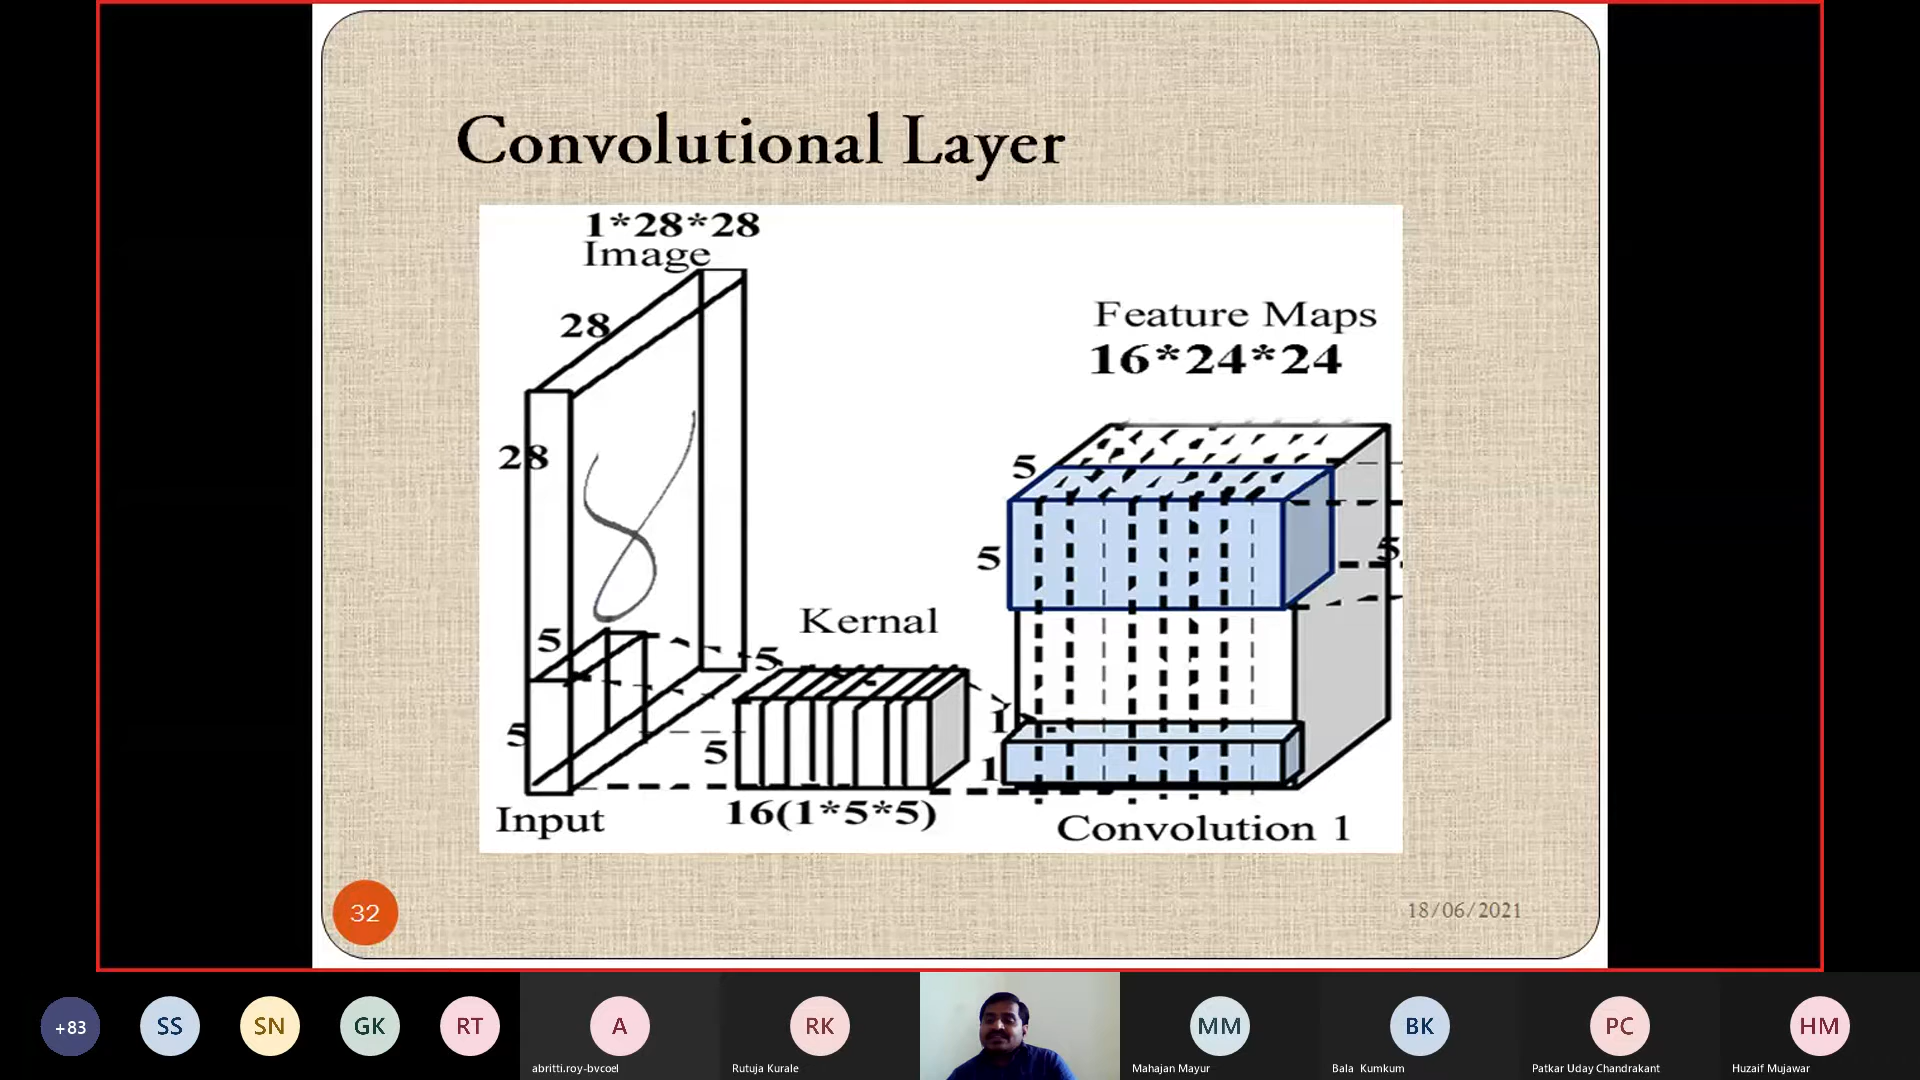 Convolutional Layer
1*28*28
Image
28
Feature Maps
16*24*24
28
5
5
5
5
Kernal
5
1
5
5
1
Input
16(1*5*5)
Convolution 1
32
18/06/2021
+83
SS
SN
GK
RT
A
RK
MM
BK
PC
HM
abritti.roy-bvcoel
Rutuja Kurale
Mahajan Mayur
Bala Kumkum
Patkar Uday Chandrakant
Huzaif Mujawar